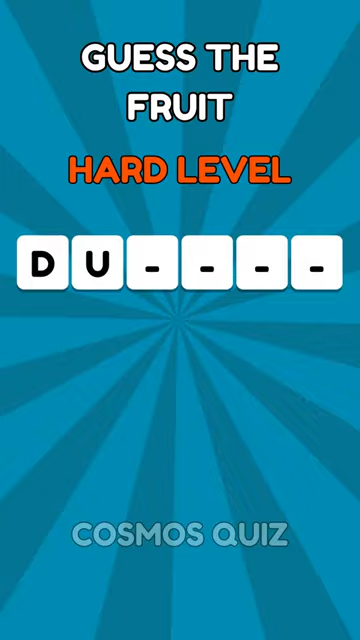 GUESS THE
FRUIT
HARD LEVEL
D U - - - -
COSMOS QUIZ